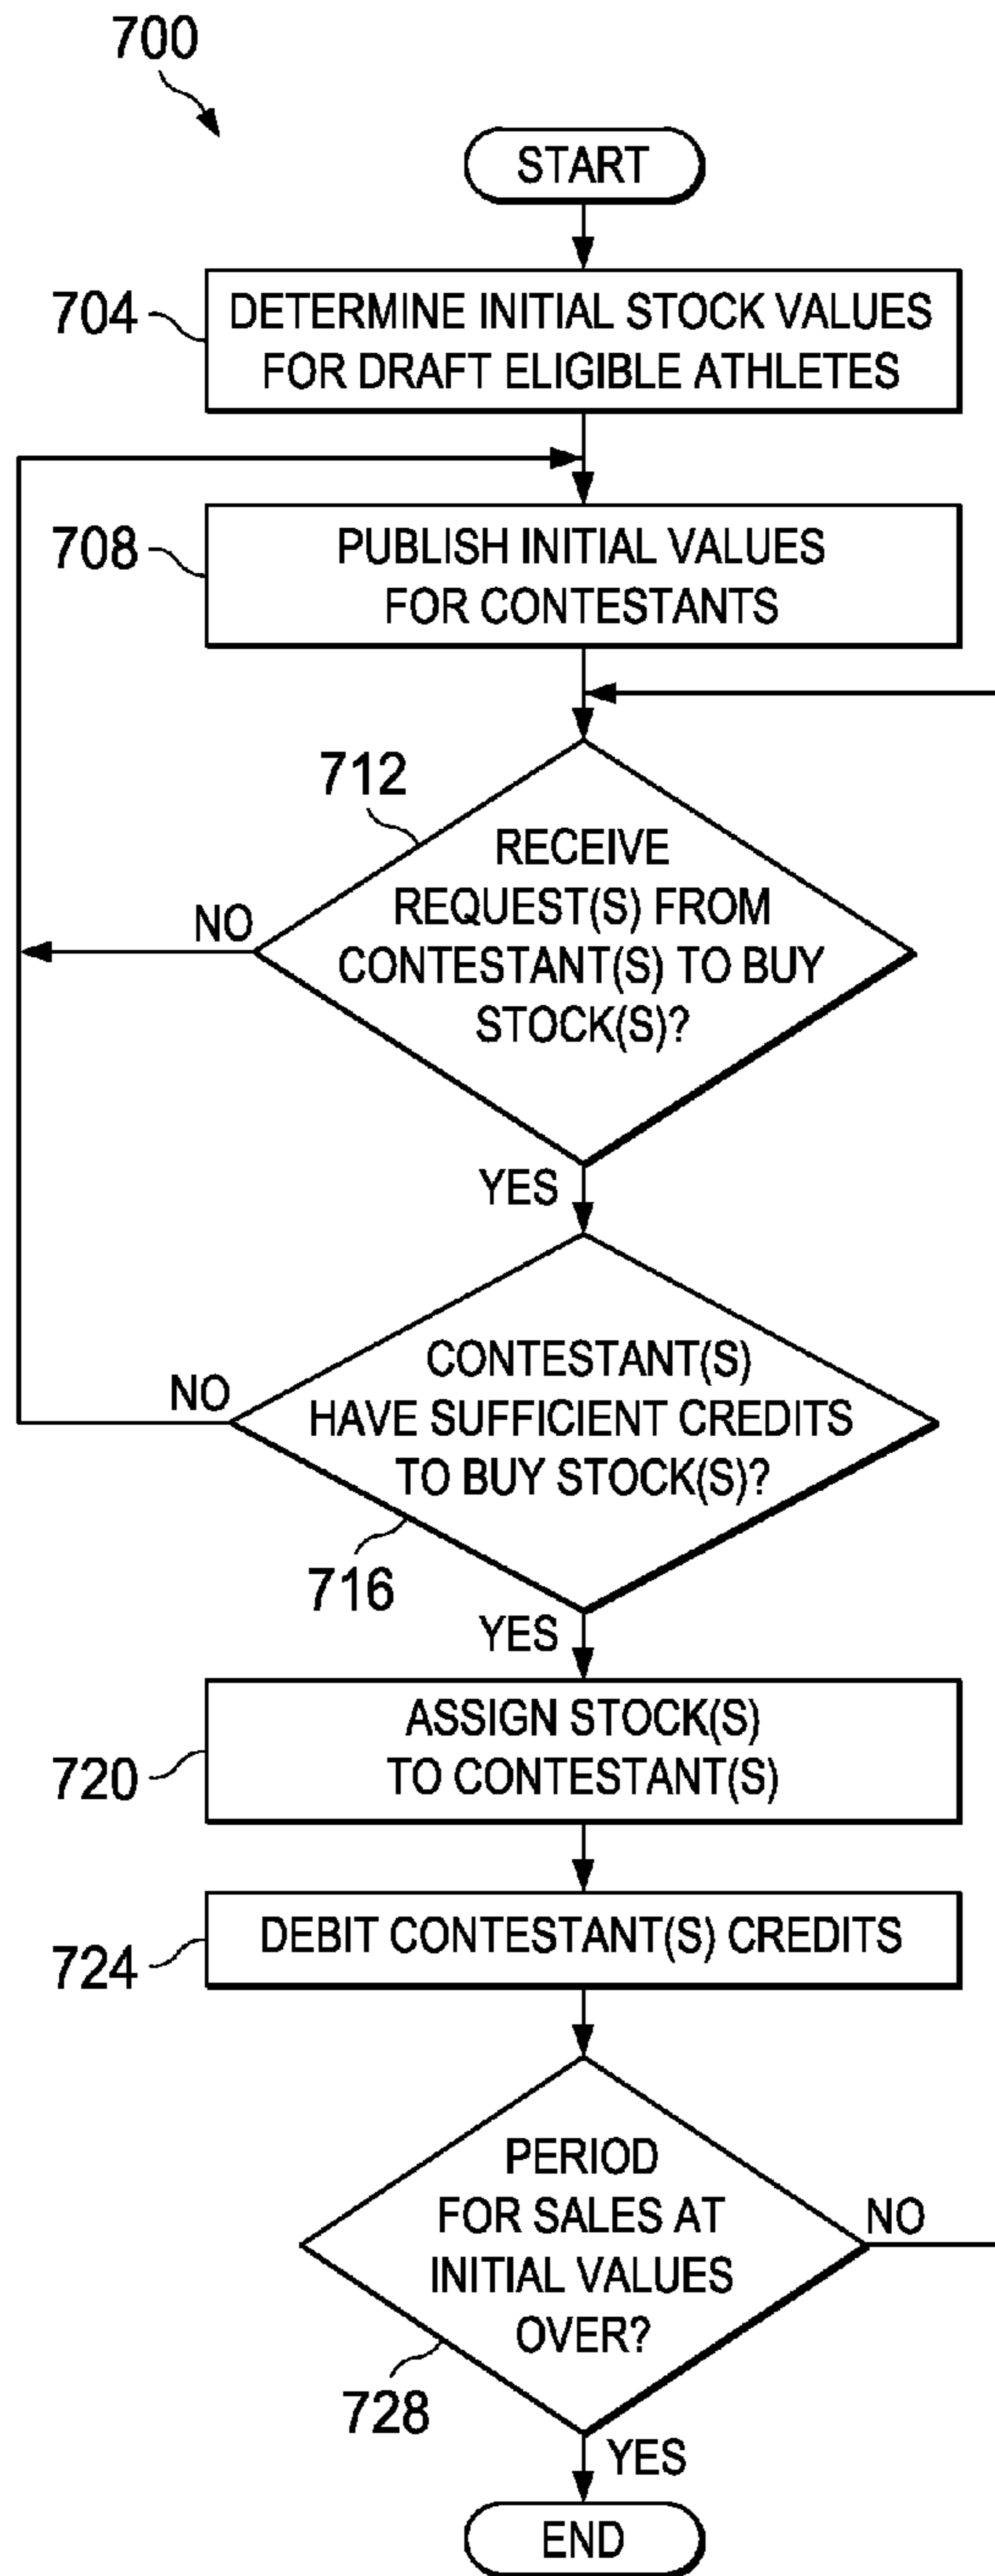 700
START
704
DETERMINE INITIAL STOCK VALUES
FOR DRAFT ELIGIBLE ATHLETES
708
PUBLISH INITIAL VALUES
FOR CONTESTANTS
712
RECEIVE
REQUEST(S) FROM
CONTESTANT(S) TO BUY
STOCK(S)?
NO
YES
CONTESTANT(S)
HAVE SUFFICIENT CREDITS
TO BUY STOCK(S)?
NO
716
YES
720
ASSIGN STOCK(S)
TO CONTESTANT(S)
724
DEBIT CONTESTANT(S) CREDITS
PERIOD
FOR SALES AT
INITIAL VALUES
OVER?
NO
728
YES
END